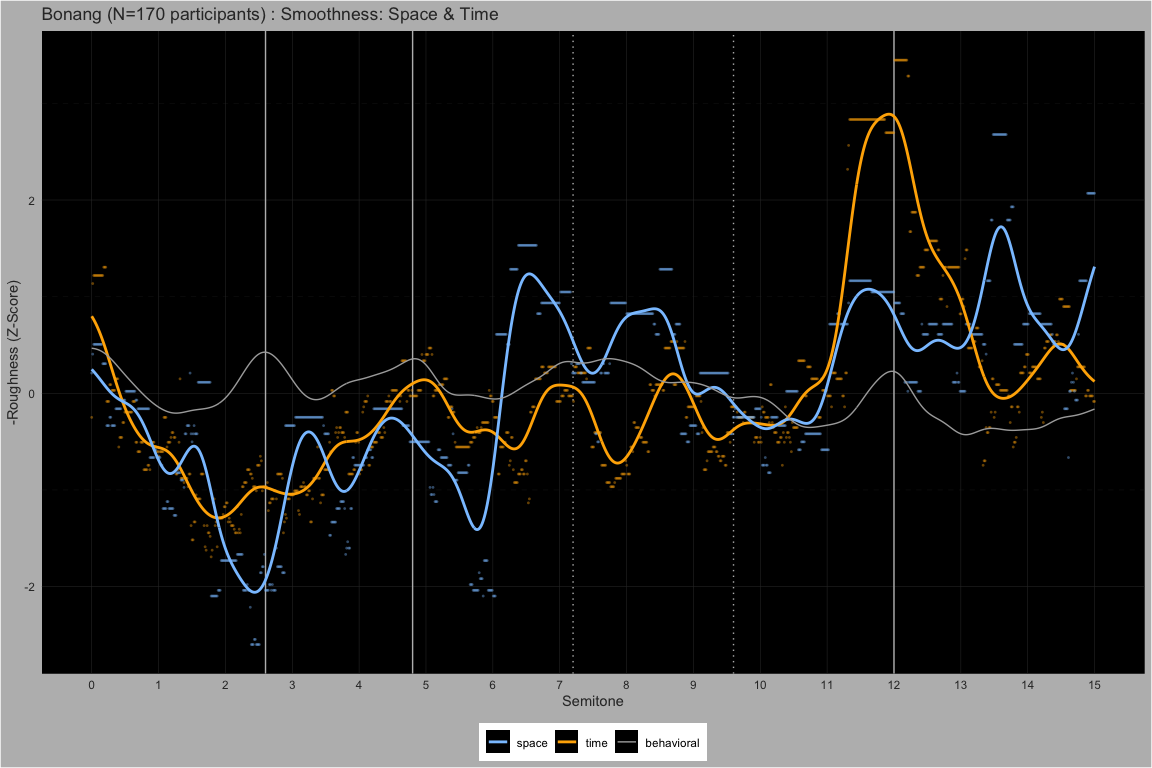 Bonang (N=170 participants) : Smoothness: Space & Time
-Roughness (Z-Score)
2
0
-2
0 1 2 3 4 5 6 7 8 9 10 11 12 13 14 15
Semitone
space time behavioral